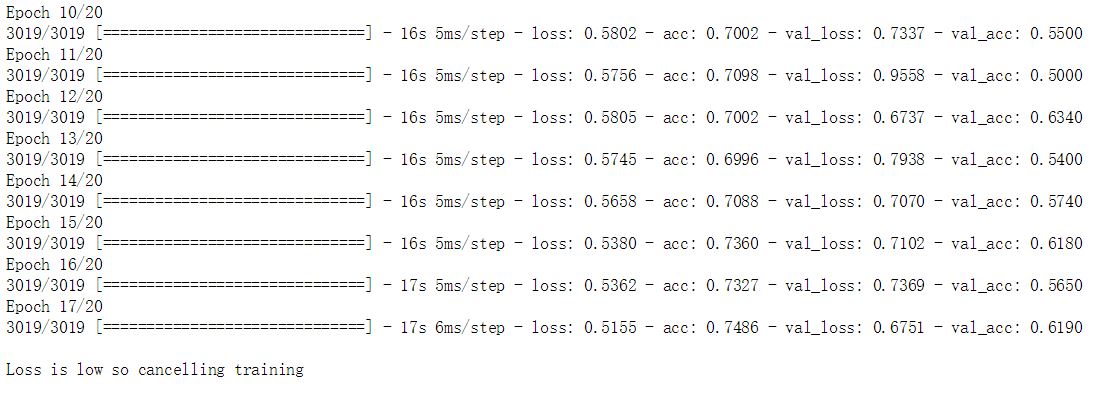 Epoch 10/20
3019/3019 [==============================] - 16s 5ms/step - loss: 0.5802 - acc: 0.7002 - val_loss: 0.7337 - val_acc: 0.5500
Epoch 11/20
3019/3019 [==============================] - 16s 5ms/step - loss: 0.5756 - acc: 0.7098 - val_loss: 0.9558 - val_acc: 0.5000
Epoch 12/20
3019/3019 [==============================] - 16s 5ms/step - loss: 0.5805 - acc: 0.7002 - val_loss: 0.6737 - val_acc: 0.6340
Epoch 13/20
3019/3019 [==============================] - 16s 5ms/step - loss: 0.5745 - acc: 0.6996 - val_loss: 0.7938 - val_acc: 0.5400
Epoch 14/20
3019/3019 [==============================] - 16s 5ms/step - loss: 0.5658 - acc: 0.7088 - val_loss: 0.7070 - val_acc: 0.5740
Epoch 15/20
3019/3019 [==============================] - 16s 5ms/step - loss: 0.5380 - acc: 0.7360 - val_loss: 0.7102 - val_acc: 0.6180
Epoch 16/20
3019/3019 [==============================] - 17s 5ms/step - loss: 0.5362 - acc: 0.7327 - val_loss: 0.7369 - val_acc: 0.5650
Epoch 17/20
3019/3019 [==============================] - 17s 6ms/step - loss: 0.5155 - acc: 0.7486 - val_loss: 0.6751 - val_acc: 0.6190
Loss is low so cancelling training